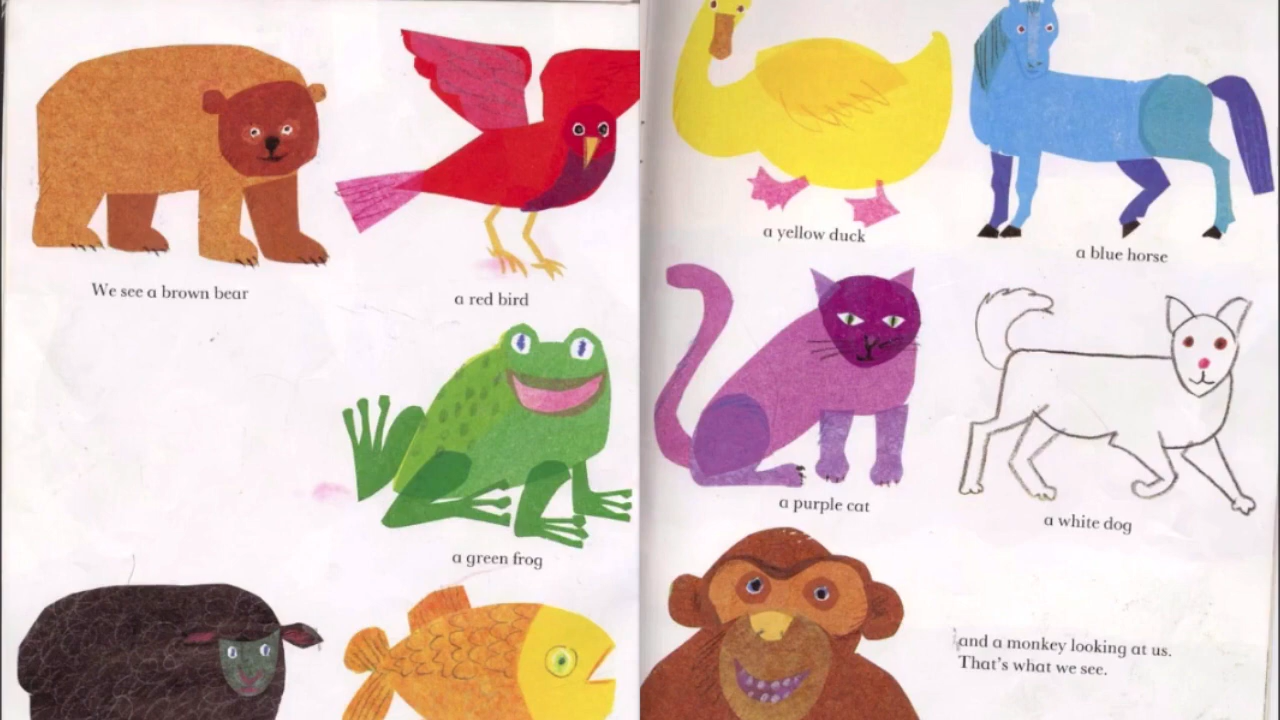 We see a brown bear
a red bird
a yellow duck
a blue horse
a green frog
a purple cat
a white dog
and a monkey looking at us.
That's what we see.